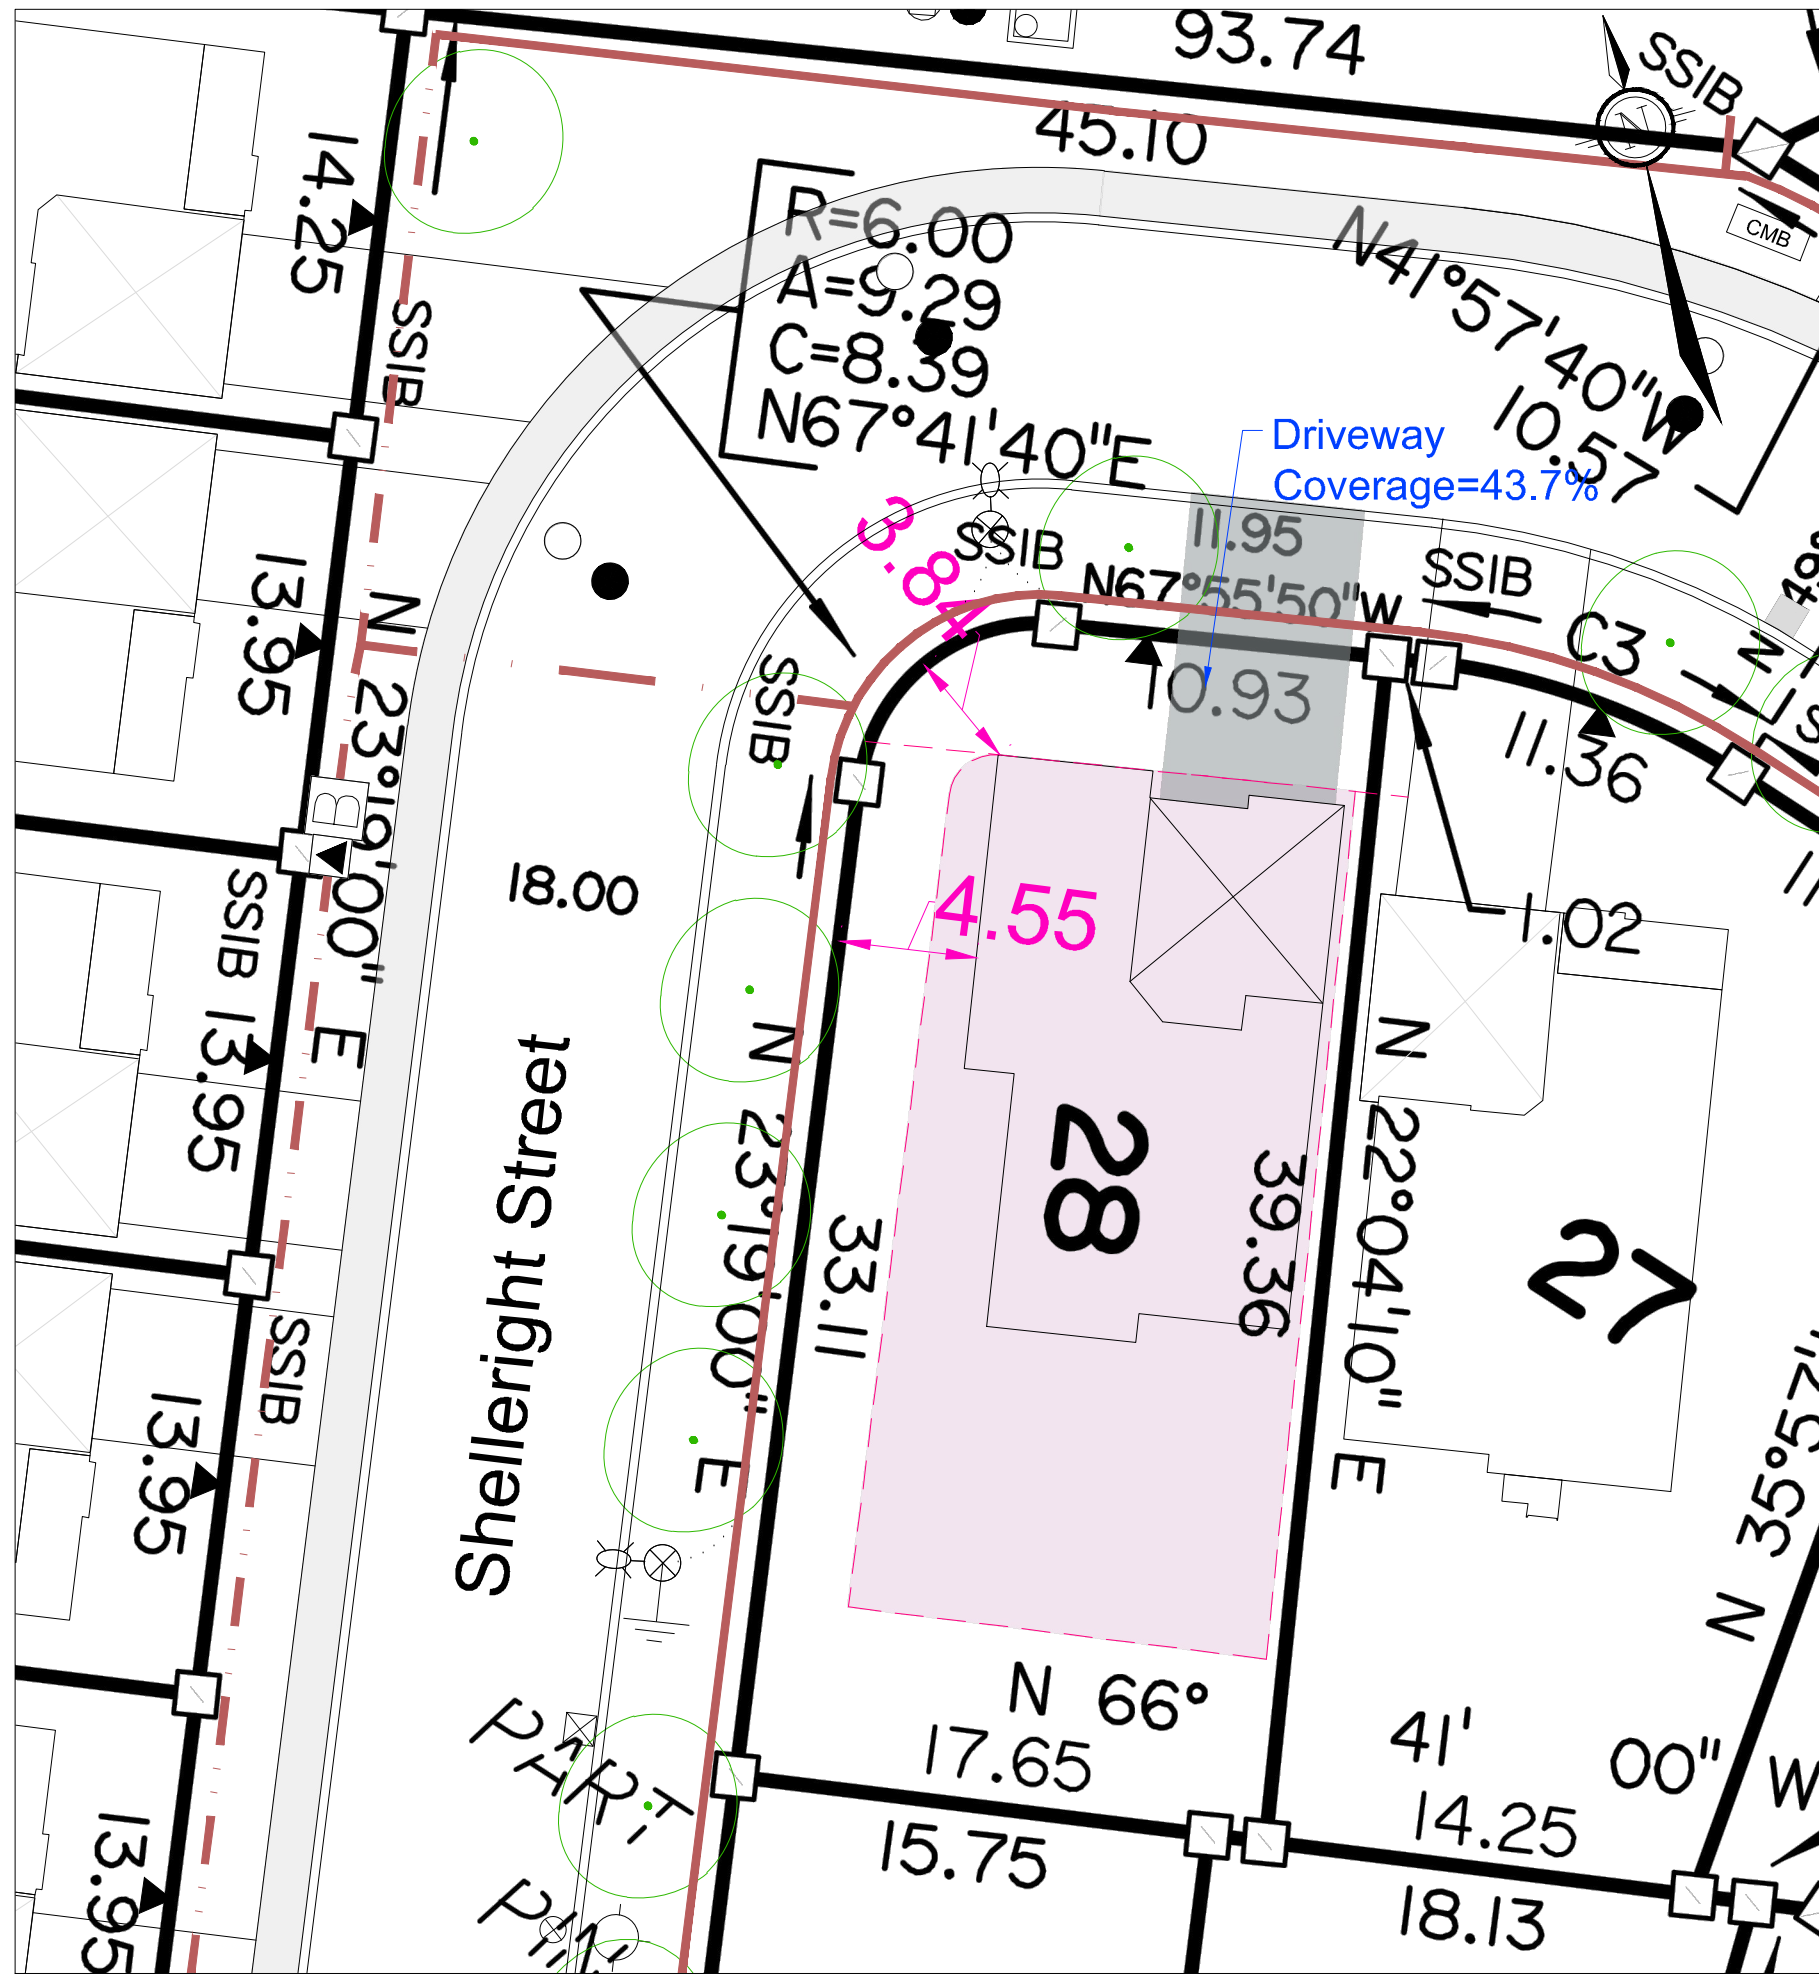 93.74
SSIB
45.10
N
CMB
R=6.00
A=9.29
C=8.39
N67°41'40"E
N41°57'40"W
10.57
14.25
SSIB
Driveway
Coverage=43.7%
3.84
SSIB
11.95
N67°55'50"W
SSIB
C3
N
10.93
11.36
13.95
N 23°19'00" E
SSIB
B
18.00
4.55
1.02
SSIB
13.95
N 23°19'00" E
33.11
28
39.36
N 22°04'10" E
27
Shelleright Street
SSIB
13.95
N 35°52'
N 66° 41' 00" W
17.65
14.25
15.75
18.13
PART
PIN
13.95